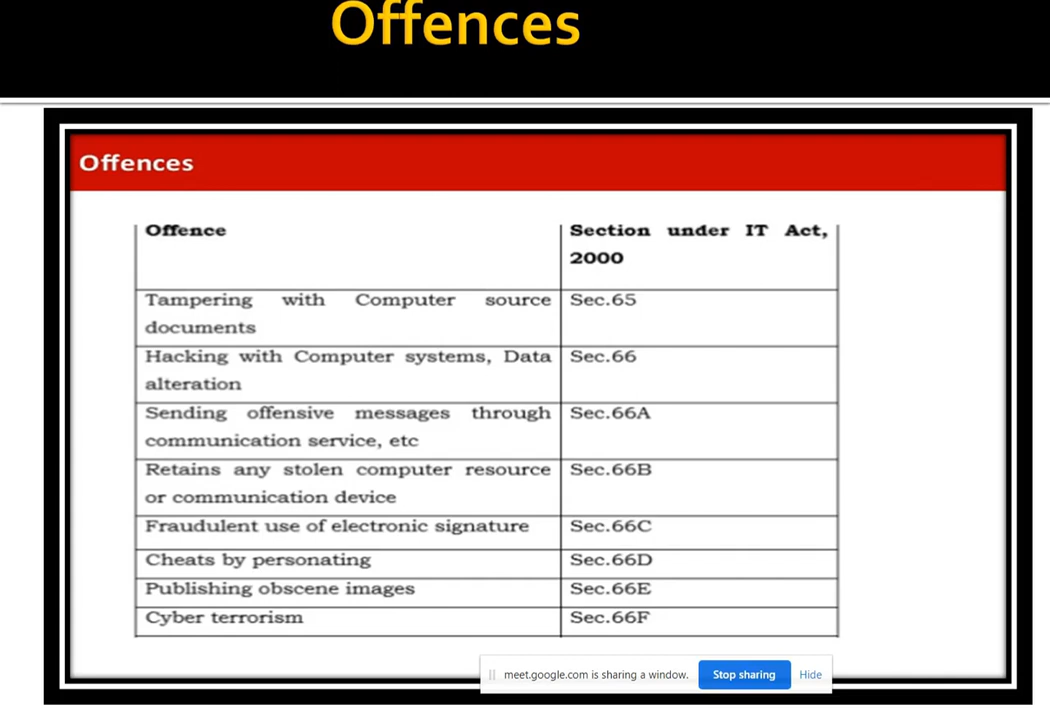 Offences
Offences
Offence
Section under IT Act,
2000
Tampering with Computer source
documents
Sec.65
Hacking with Computer systems, Data
alteration
Sec.66
Sending offensive messages through
communication service, etc
Sec.66A
Retains any stolen computer resource
or communication device
Sec.66B
Fraudulent use of electronic signature
Sec.66C
Cheats by personating
Sec.66D
Publishing obscene images
Sec.66E
Cyber terrorism
Sec.66F
meet.google.com is sharing a window.
Stop sharing
Hide